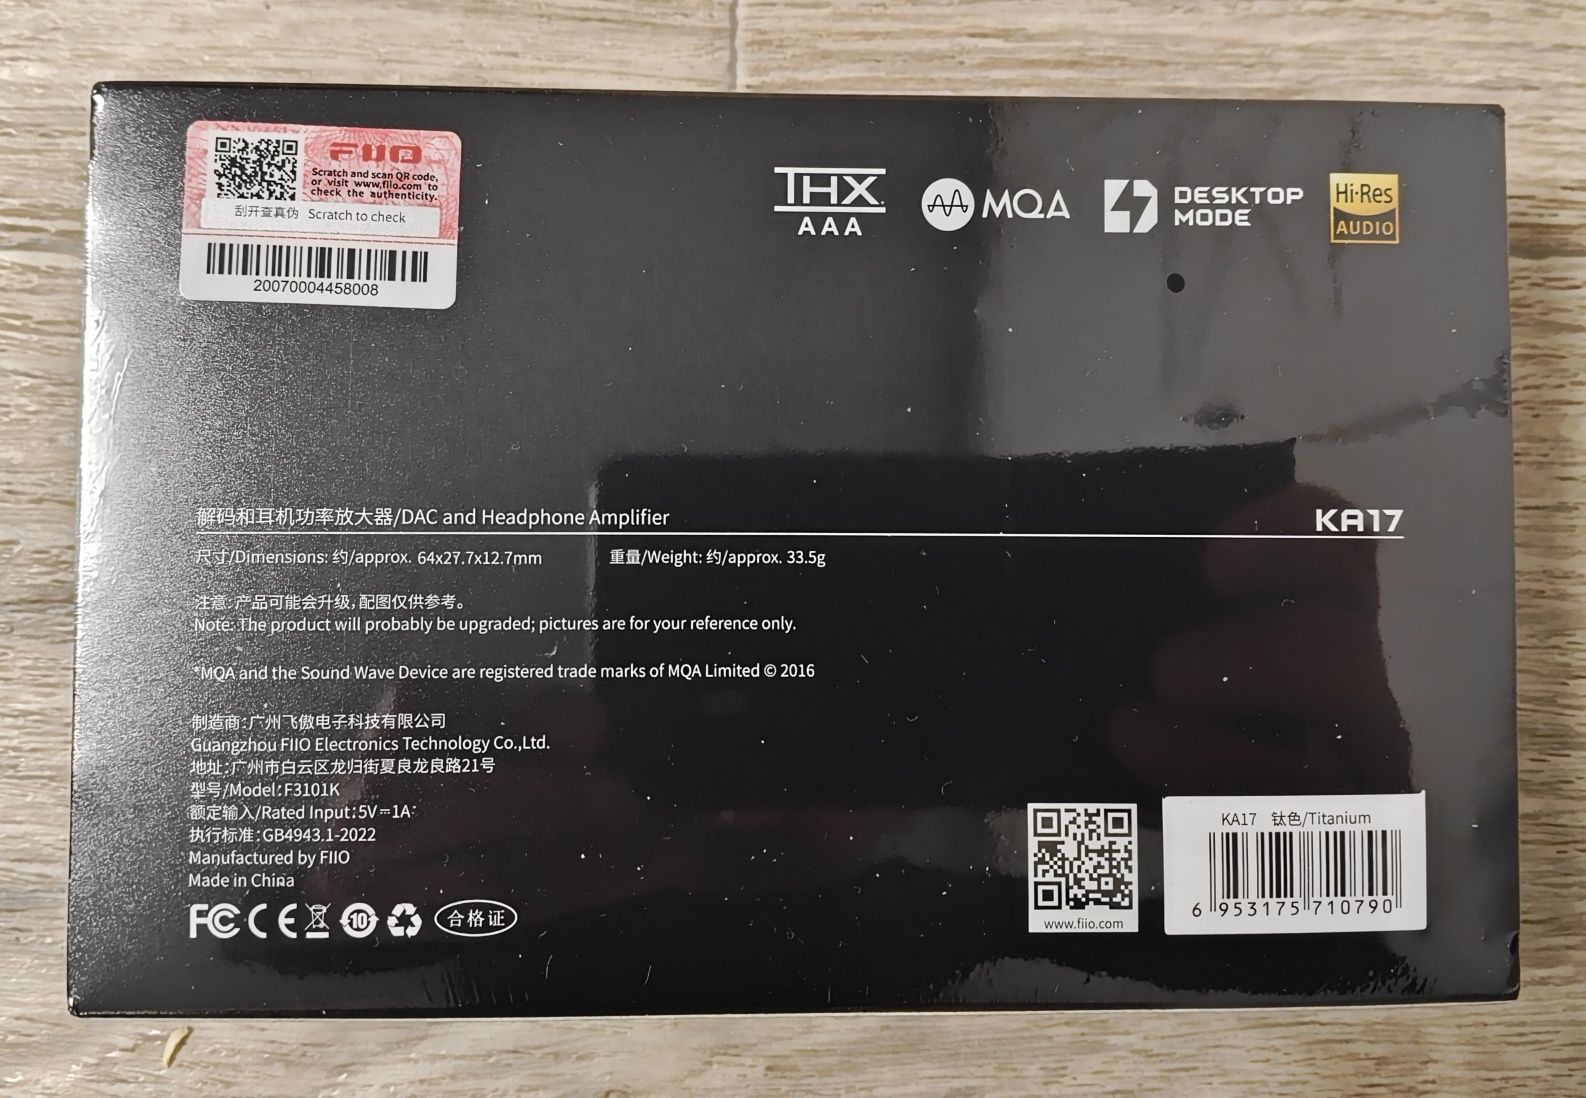 FIIO
Scratch and scan QR code,
or visit www.fiio.com to
check the authenticity.
刮开查真伪 Scratch to check
20070004458008
THX
AAA
MQA
DESKTOP
MODE
Hi-Res
AUDIO
解码和耳机功率放大器/DAC and Headphone Amplifier
KA17
尺寸/Dimensions: 约/approx. 64x27.7x12.7mm 重量/Weight: 约/approx. 33.5g
注意: 产品可能会升级, 配图仅供参考。
Note: The product will probably be upgraded; pictures are for your reference only.
*MQA and the Sound Wave Device are registered trade marks of MQA Limited © 2016
制造商:广州飞傲电子科技有限公司
Guangzhou FIIO Electronics Technology Co.,Ltd.
地址:广州市白云区龙归街夏良龙良路21号
型号/Model:F3101K
额定输入/Rated Input:5V⎓1A
执行标准:GB4943.1-2022
Manufactured by FIIO
Made in China
FC CE 10 合格证
www.fiio.com
KA17 钛色/Titanium
6 953175 710790